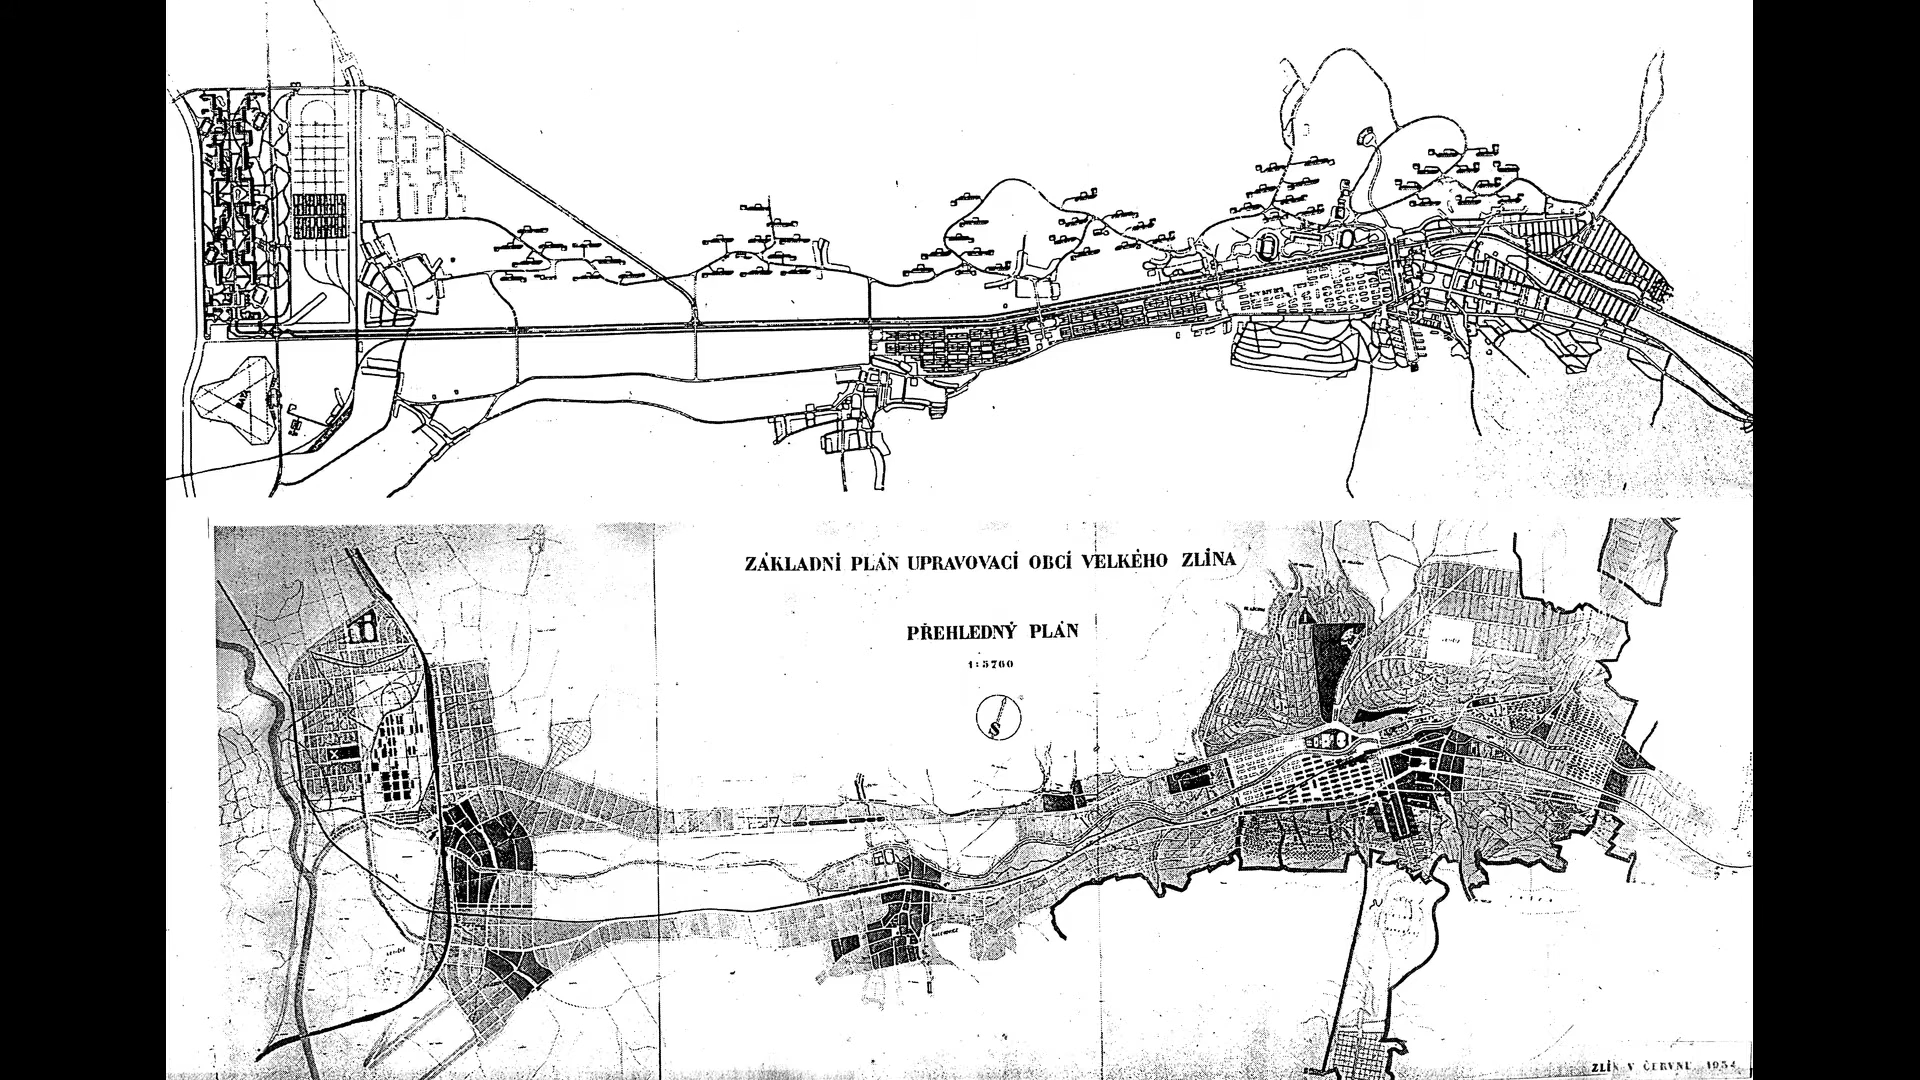 ZÁKLADNÍ PLÁN UPRAVOVACÍ OBCÍ VELKÉHO ZLÍNA
PŘEHLEDNÝ PLÁN
1:5760
S
ZLÍN V ČERVNU 1934